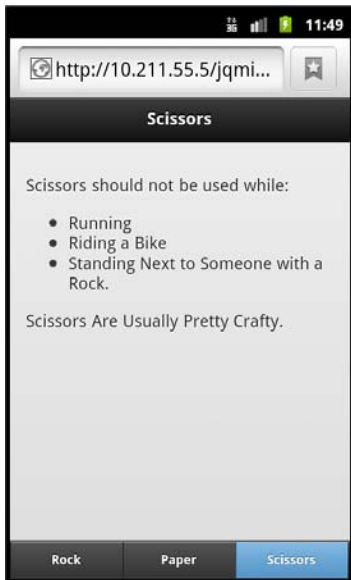 3G 11:49
http://10.211.55.5/jqmi...
Scissors
Scissors should not be used while:
• Running
• Riding a Bike
• Standing Next to Someone with a
Rock.
Scissors Are Usually Pretty Crafty.
Rock Paper Scissors